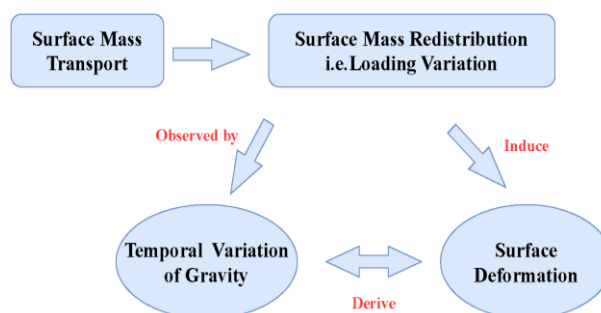 Surface Mass
Transport
Surface Mass Redistribution
i.e.Loading Variation
Observed by
Induce
Temporal Variation
of Gravity
Surface
Deformation
Derive